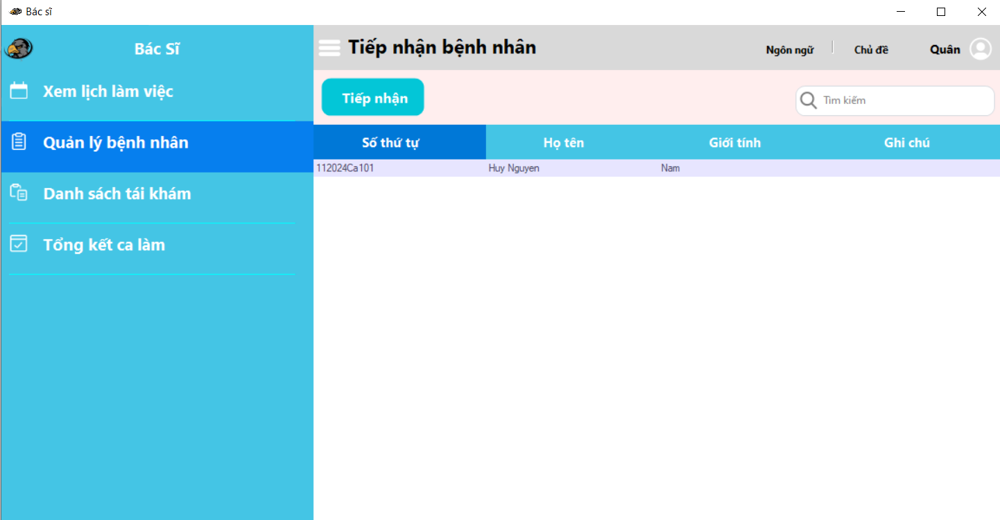 Bác sĩ
Bác Sĩ
Xem lịch làm việc
Quản lý bệnh nhân
Danh sách tái khám
Tổng kết ca làm
Tiếp nhận bệnh nhân
Ngôn ngữ
Chủ đề
Quân
Tiếp nhận
Tìm kiếm
Số thứ tự Họ tên Giới tính Ghi chú
112024Ca101 Huy Nguyen Nam